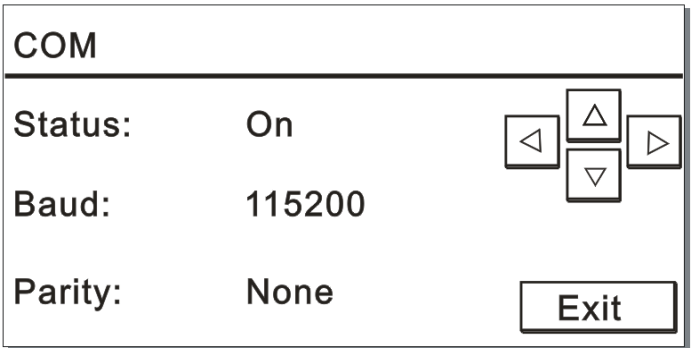 COM
Status: On
Baud: 115200
Parity: None
Exit